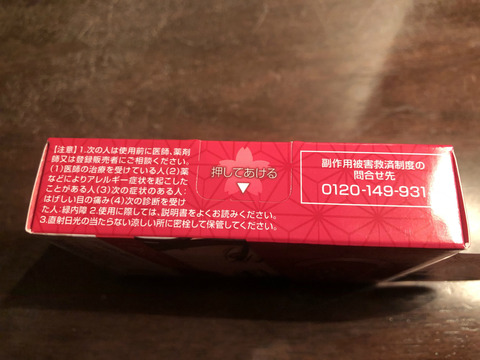 【注意】1.次の人は使用前に医師、薬剤
師又は登録販売者にご相談ください。
(1)医師の治療を受けている人(2)薬
などによりアレルギー症状を起こした
ことがある人(3)次の症状のある人:
はげしい目の痛み(4)次の診断を受け
た人:緑内障 2.使用に際しては、説明書をよくお読みください。
3.直射日光の当たらない涼しい所に密栓して保管してください。
押してあける
副作用被害救済制度の
問合せ先
0120-149-931